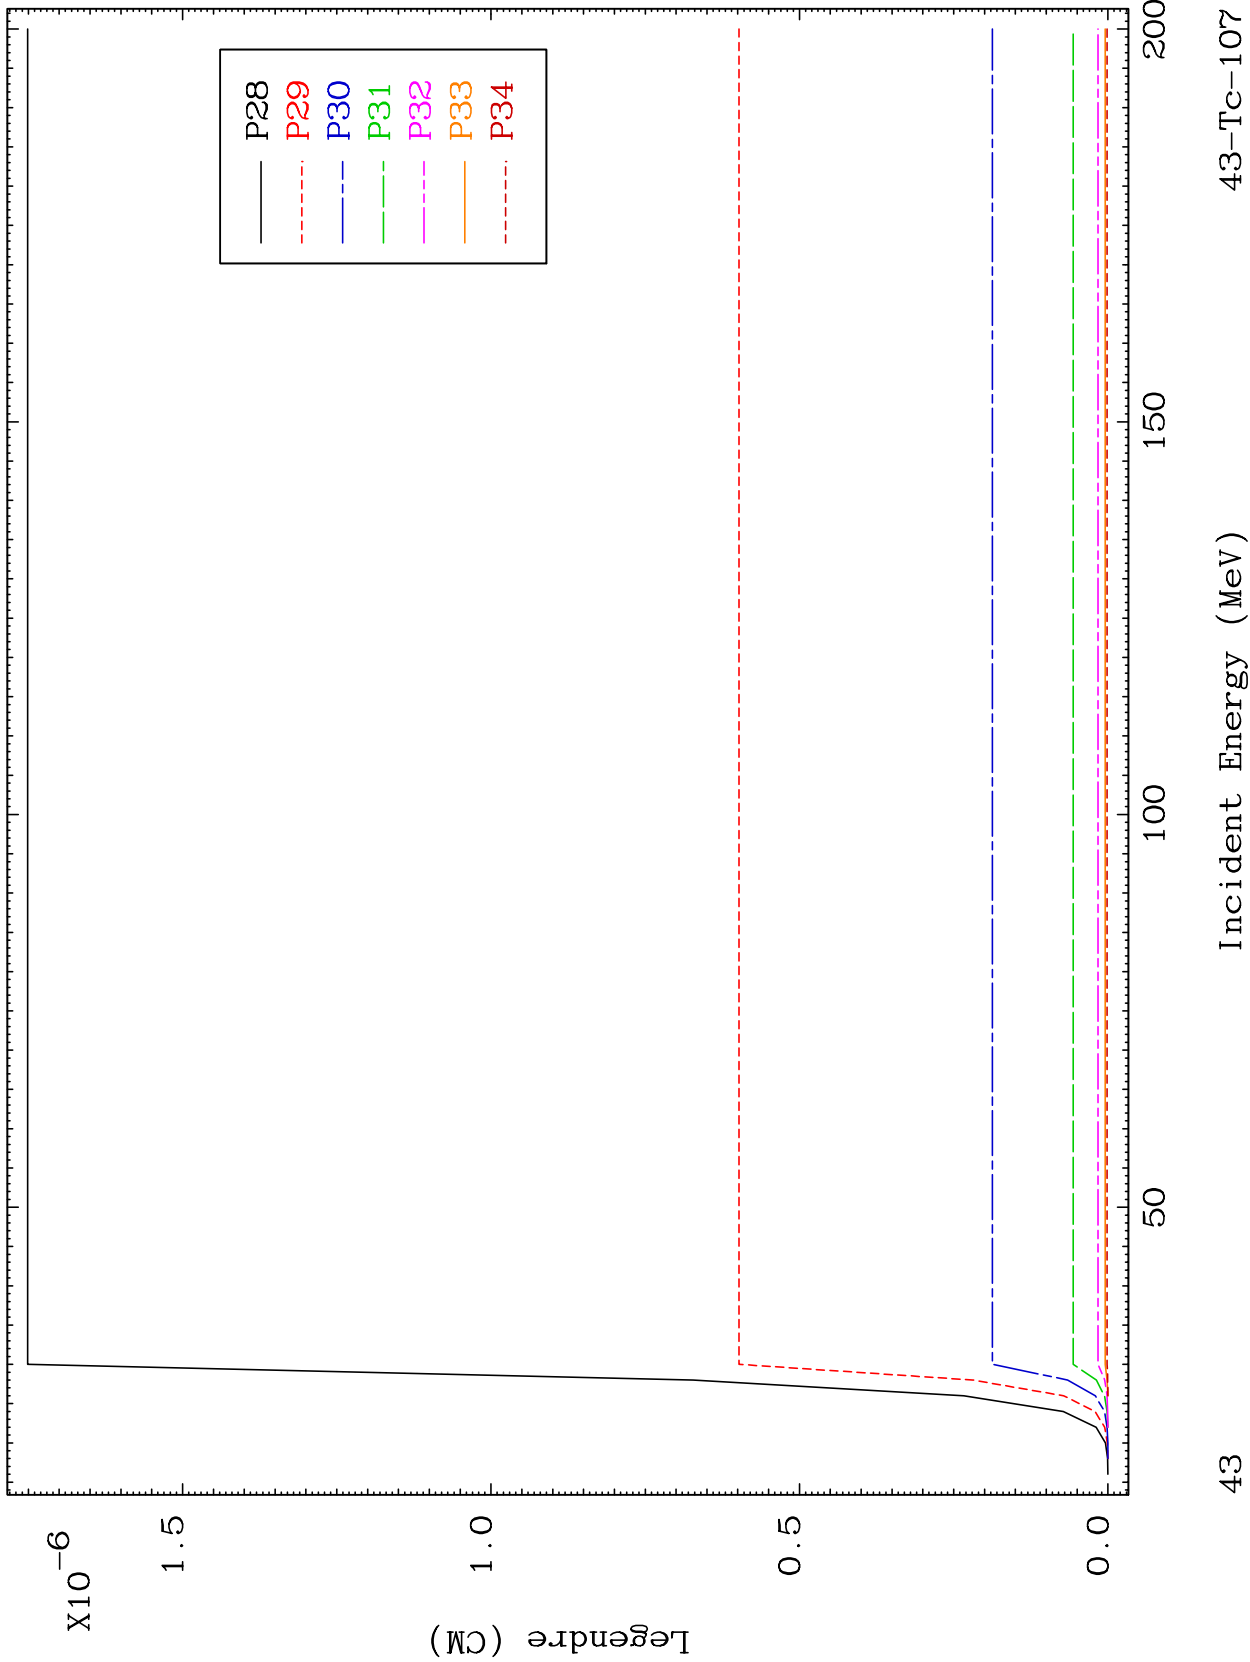 X10-6
1.5
1.0
0.5
0.0
Legendre (CM)
P28
P29
P30
P31
P32
P33
P34
50
100
150
200
Incident Energy (MeV)
43
43-Tc-107